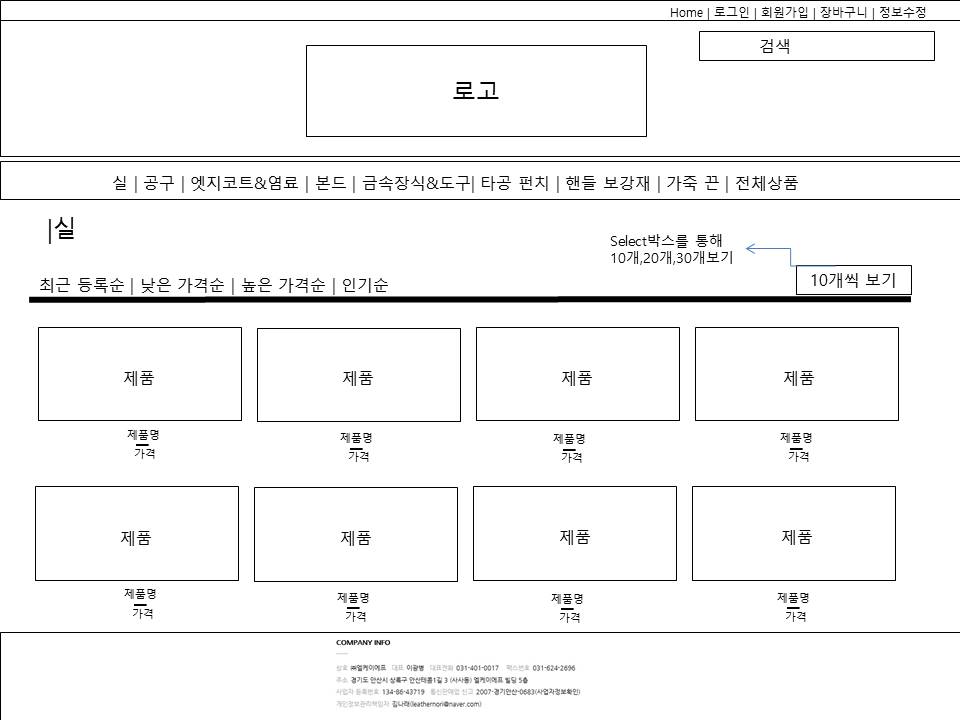 Home | 로그인 | 회원가입 | 장바구니 | 정보수정
검색
로고
실 | 공구 | 엣지코트&염료 | 본드 | 금속장식&도구| 타공 펀치 | 핸들 보강재 | 가죽 끈 | 전체상품
|실
Select박스를 통해
10개,20개,30개보기
최근 등록순 | 낮은 가격순 | 높은 가격순 | 인기순
10개씩 보기
제품 제품 제품 제품
제품명 제품명 제품명 제품명
가격 가격 가격 가격
제품 제품 제품 제품
제품명 제품명 제품명 제품명
가격 가격 가격 가격
COMPANY INFO
상호 ㈜엘케이에프 대표 이광병 대표전화 031-401-0017 팩스번호 031-624-2696
주소 경기도 안산시 상록구 안산테콤1길 3 (사사동) 엘케이에프 빌딩 5층
사업자 등록번호 134-86-43719 통신판매업 신고 2007-경기안산-0683(사업자정보확인)
개인정보관리책임자 김나래(leathernori@naver.com)